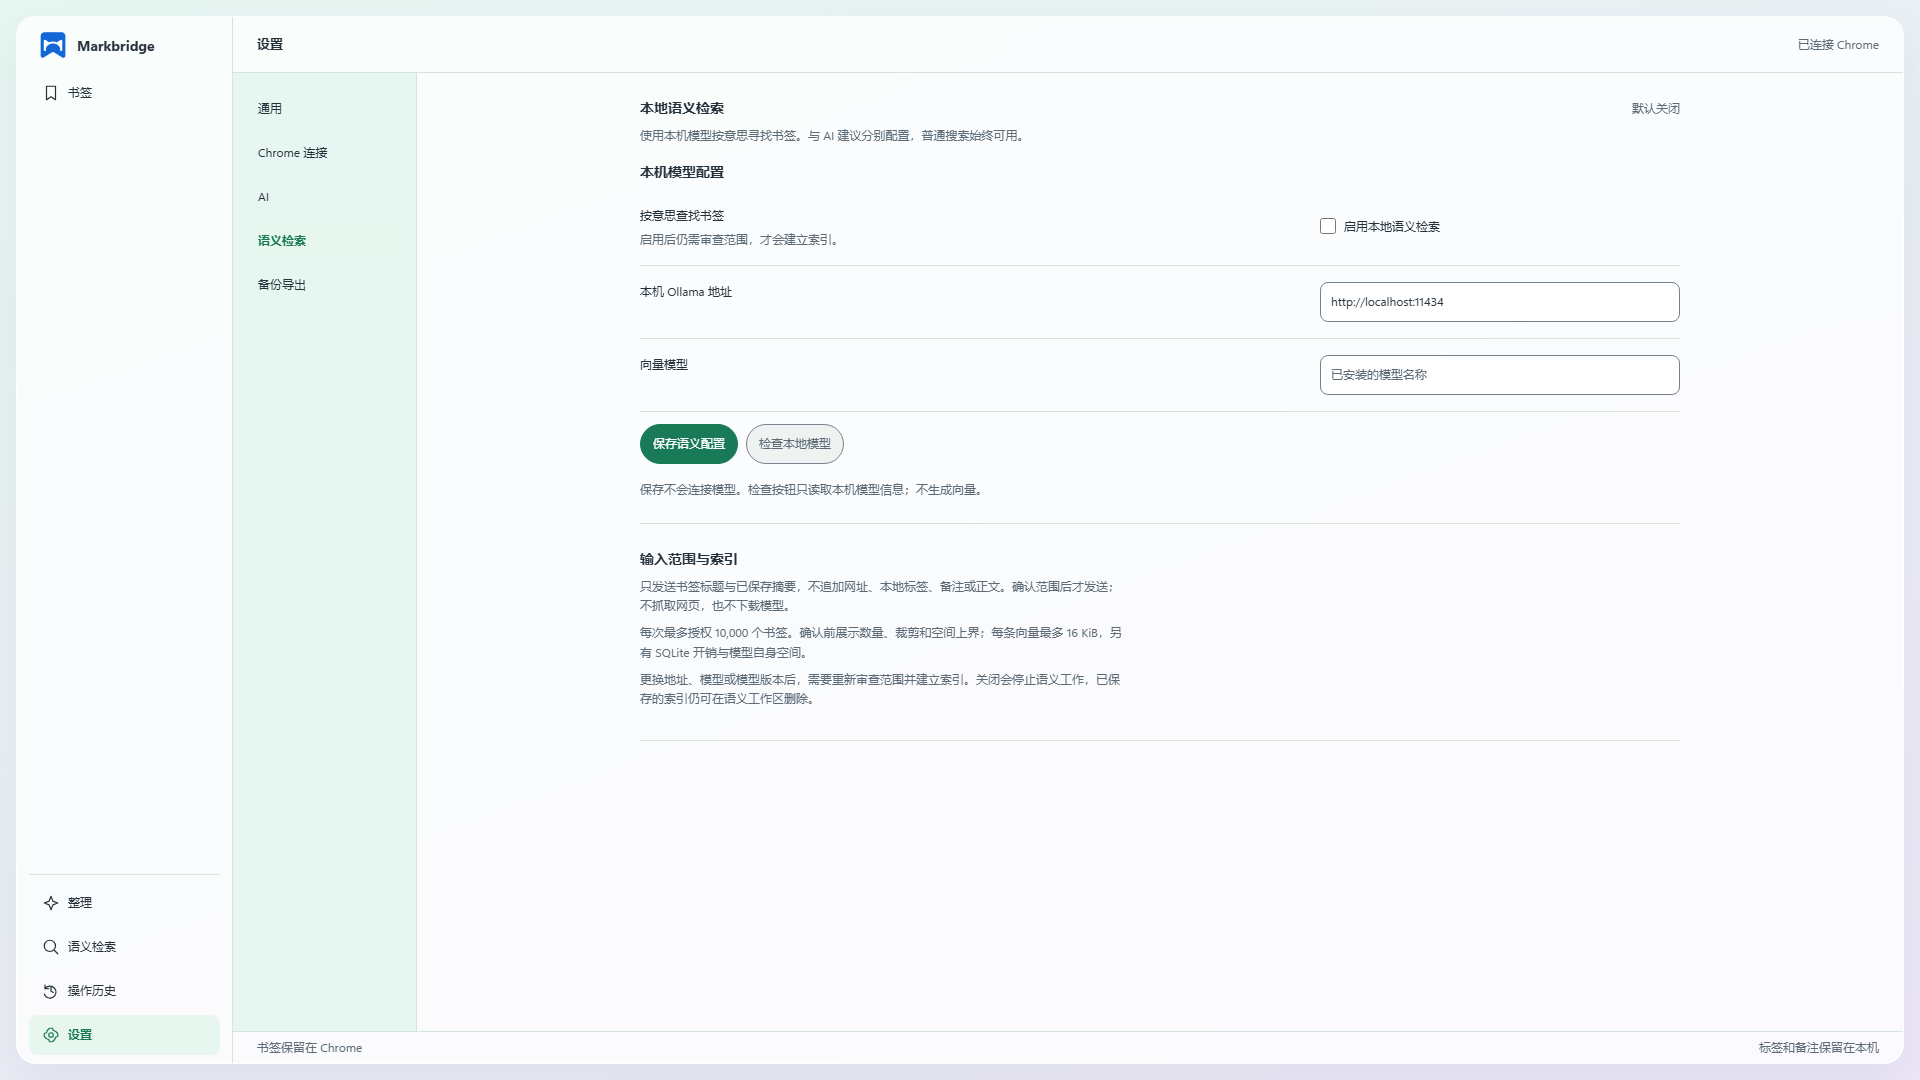 Markbridge
书签
整理
语义检索
操作历史
设置
设置
已连接 Chrome
通用
Chrome 连接
AI
语义检索
备份导出
本地语义检索
默认关闭
使用本机模型按意思寻找书签。与 AI 建议分别配置，普通搜索始终可用。
本机模型配置
按意思查找书签
启用后仍需审查范围，才会建立索引。
启用本地语义检索
本机 Ollama 地址
http://localhost:11434
向量模型
已安装的模型名称
保存语义配置
检查本地模型
保存不会连接模型。检查按钮只读取本机模型信息；不生成向量。
输入范围与索引
只发送书签标题与已保存摘要，不追加网址、本地标签、备注或正文。确认范围后才发送；
不抓取网页，也不下载模型。
每次最多授权 10,000 个书签。确认前展示数量、裁剪和空间上界；每条向量最多 16 KiB，另
有 SQLite 开销与模型自身空间。
更换地址、模型或模型版本后，需要重新审查范围并建立索引。关闭会停止语义工作，已保
存的索引仍可在语义工作区删除。
书签保留在 Chrome
标签和备注保留在本机